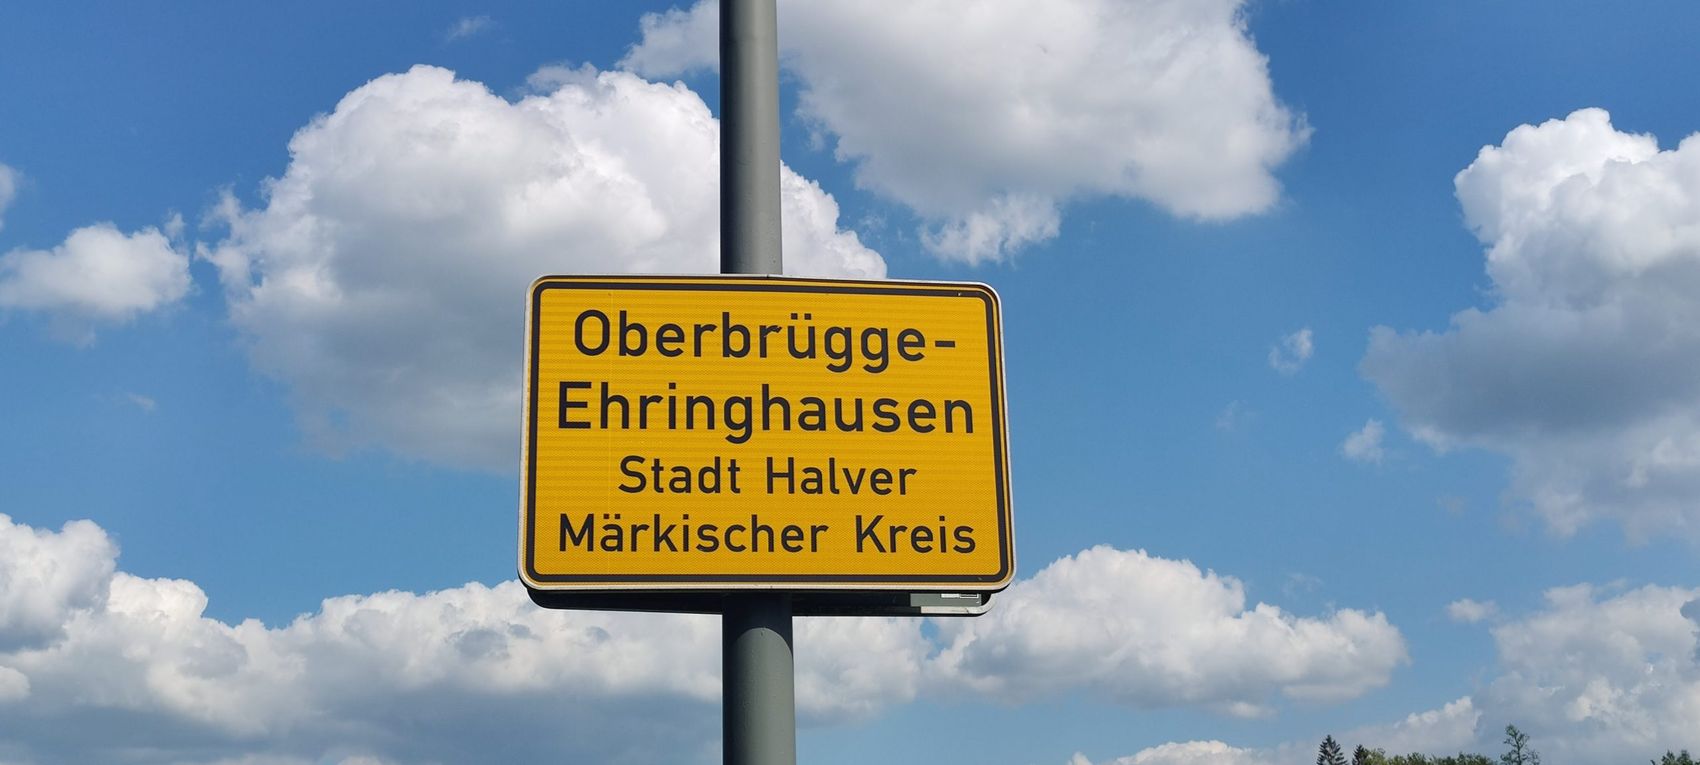 Oberbrügge-
Ehringhausen
Stadt Halver
Märkischer Kreis